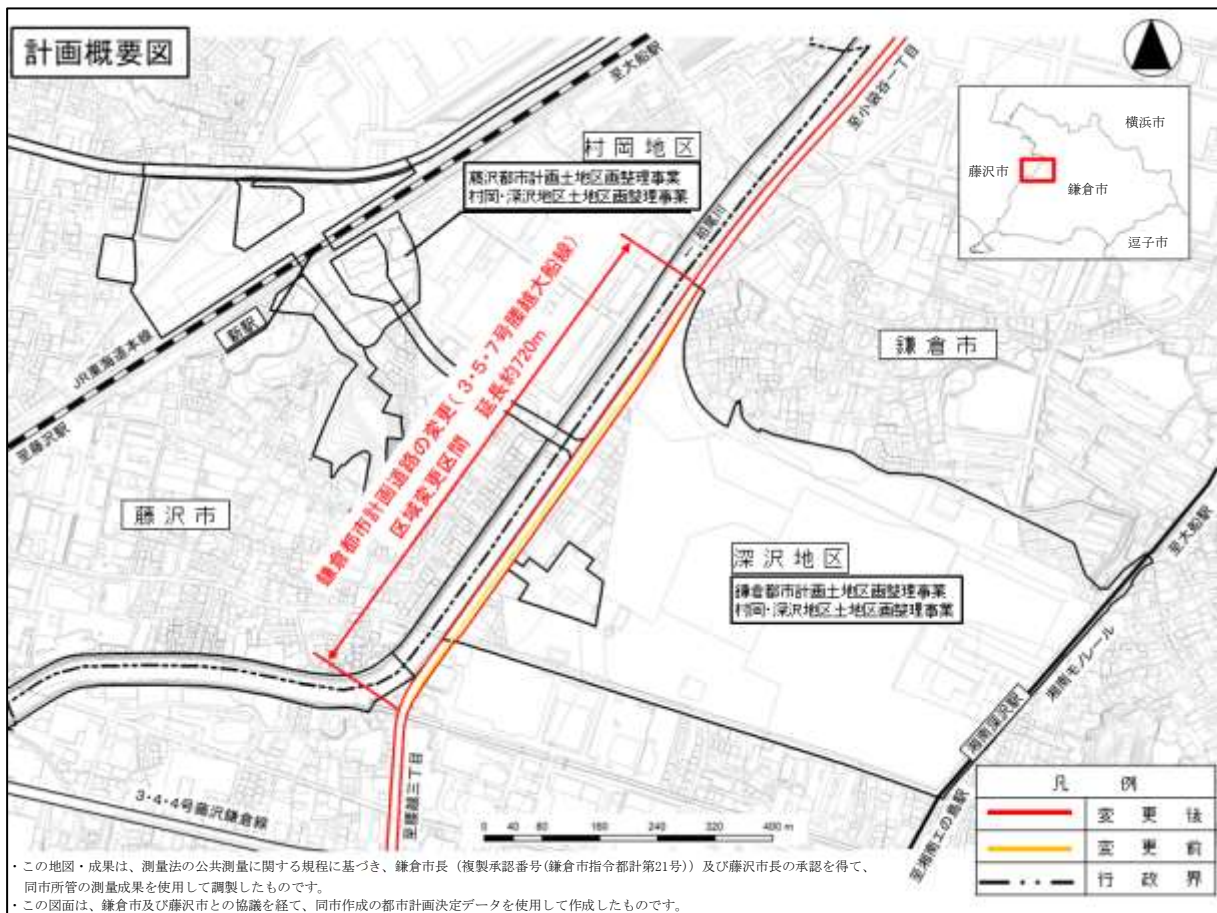 計画概要図
至大船駅
至小袋谷一丁目
横浜市
藤沢市
鎌倉市
逗子市
村岡地区
藤沢都市計画土地区画整理事業
村岡・深沢地区土地区画整理事業
一 柏尾川
新駅
JR東海道本線
至藤沢駅
鎌倉都市計画道路の変更(3・5・7号腰越大船線)
区域変更区間 延長約720m
鎌倉市
藤沢市
深沢地区
鎌倉都市計画土地区画整理事業
村岡・深沢地区土地区画整理事業
至大船駅
湘南モノレール
湘南深沢駅
至湘南江の島駅
至腰越三丁目
3・4・4号藤沢鎌倉線
0 40 80 160 240 320 400 m
凡例
変更後
変更前
行政界
・この地図・成果は、測量法の公共測量に関する規程に基づき、鎌倉市長（複製承認番号(鎌倉市指令都計第21号)）及び藤沢市長の承認を得て、
同市所管の測量成果を使用して調製したものです。
・この図面は、鎌倉市及び藤沢市との協議を経て、同市作成の都市計画決定データを使用して作成したものです。